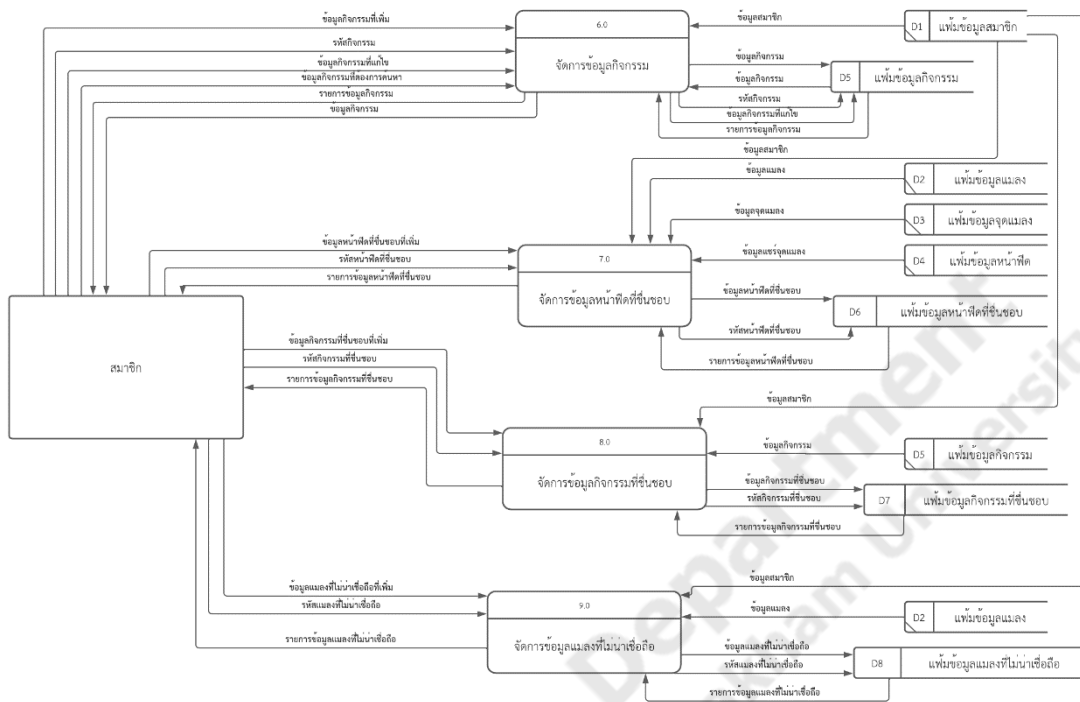 ข้อมูลกิจกรรมที่เพิ่ม
รหัสกิจกรรม
ข้อมูลกิจกรรมที่แก้ไข
ข้อมูลกิจกรรมที่ต้องการค้นหา
รายการข้อมูลกิจกรรม
ข้อมูลกิจกรรม
6.0
จัดการข้อมูลกิจกรรม
ข้อมูลสมาชิก
D1 แฟ้มข้อมูลสมาชิก
ข้อมูลกิจกรรม
ข้อมูลกิจกรรม
D5 แฟ้มข้อมูลกิจกรรม
รหัสกิจกรรม
ข้อมูลกิจกรรมที่แก้ไข
รายการข้อมูลกิจกรรม
ข้อมูลสมาชิก
ข้อมูลแมลง
D2 แฟ้มข้อมูลแมลง
ข้อมูลจุดแมลง
D3 แฟ้มข้อมูลจุดแมลง
ข้อมูลแชร์จุดแมลง
D4 แฟ้มข้อมูลหน้าฟีด
ข้อมูลหน้าฟีดที่ชื่นชอบที่เพิ่ม
รหัสหน้าฟีดที่ชื่นชอบ
รายการข้อมูลหน้าฟีดที่ชื่นชอบ
7.0
จัดการข้อมูลหน้าฟีดที่ชื่นชอบ
ข้อมูลหน้าฟีดที่ชื่นชอบ
D6 แฟ้มข้อมูลหน้าฟีดที่ชื่นชอบ
รหัสหน้าฟีดที่ชื่นชอบ
รายการข้อมูลหน้าฟีดที่ชื่นชอบ
สมาชิก
ข้อมูลกิจกรรมที่ชื่นชอบที่เพิ่ม
รหัสกิจกรรมที่ชื่นชอบ
รายการข้อมูลกิจกรรมที่ชื่นชอบ
ข้อมูลสมาชิก
8.0
จัดการข้อมูลกิจกรรมที่ชื่นชอบ
ข้อมูลกิจกรรม
D5 แฟ้มข้อมูลกิจกรรม
ข้อมูลกิจกรรมที่ชื่นชอบ
รหัสกิจกรรมที่ชื่นชอบ
D7 แฟ้มข้อมูลกิจกรรมที่ชื่นชอบ
รายการข้อมูลกิจกรรมที่ชื่นชอบ
ข้อมูลแมลงที่ไม่น่าเชื่อถือที่เพิ่ม
รหัสแมลงที่ไม่น่าเชื่อถือ
รายการข้อมูลแมลงที่ไม่น่าเชื่อถือ
9.0
จัดการข้อมูลแมลงที่ไม่น่าเชื่อถือ
ข้อมูลสมาชิก
ข้อมูลแมลง
D2 แฟ้มข้อมูลแมลง
ข้อมูลแมลงที่ไม่น่าเชื่อถือ
รหัสแมลงที่ไม่น่าเชื่อถือ
D8 แฟ้มข้อมูลแมลงที่ไม่น่าเชื่อถือ
รายการข้อมูลแมลงที่ไม่น่าเชื่อถือ
Department